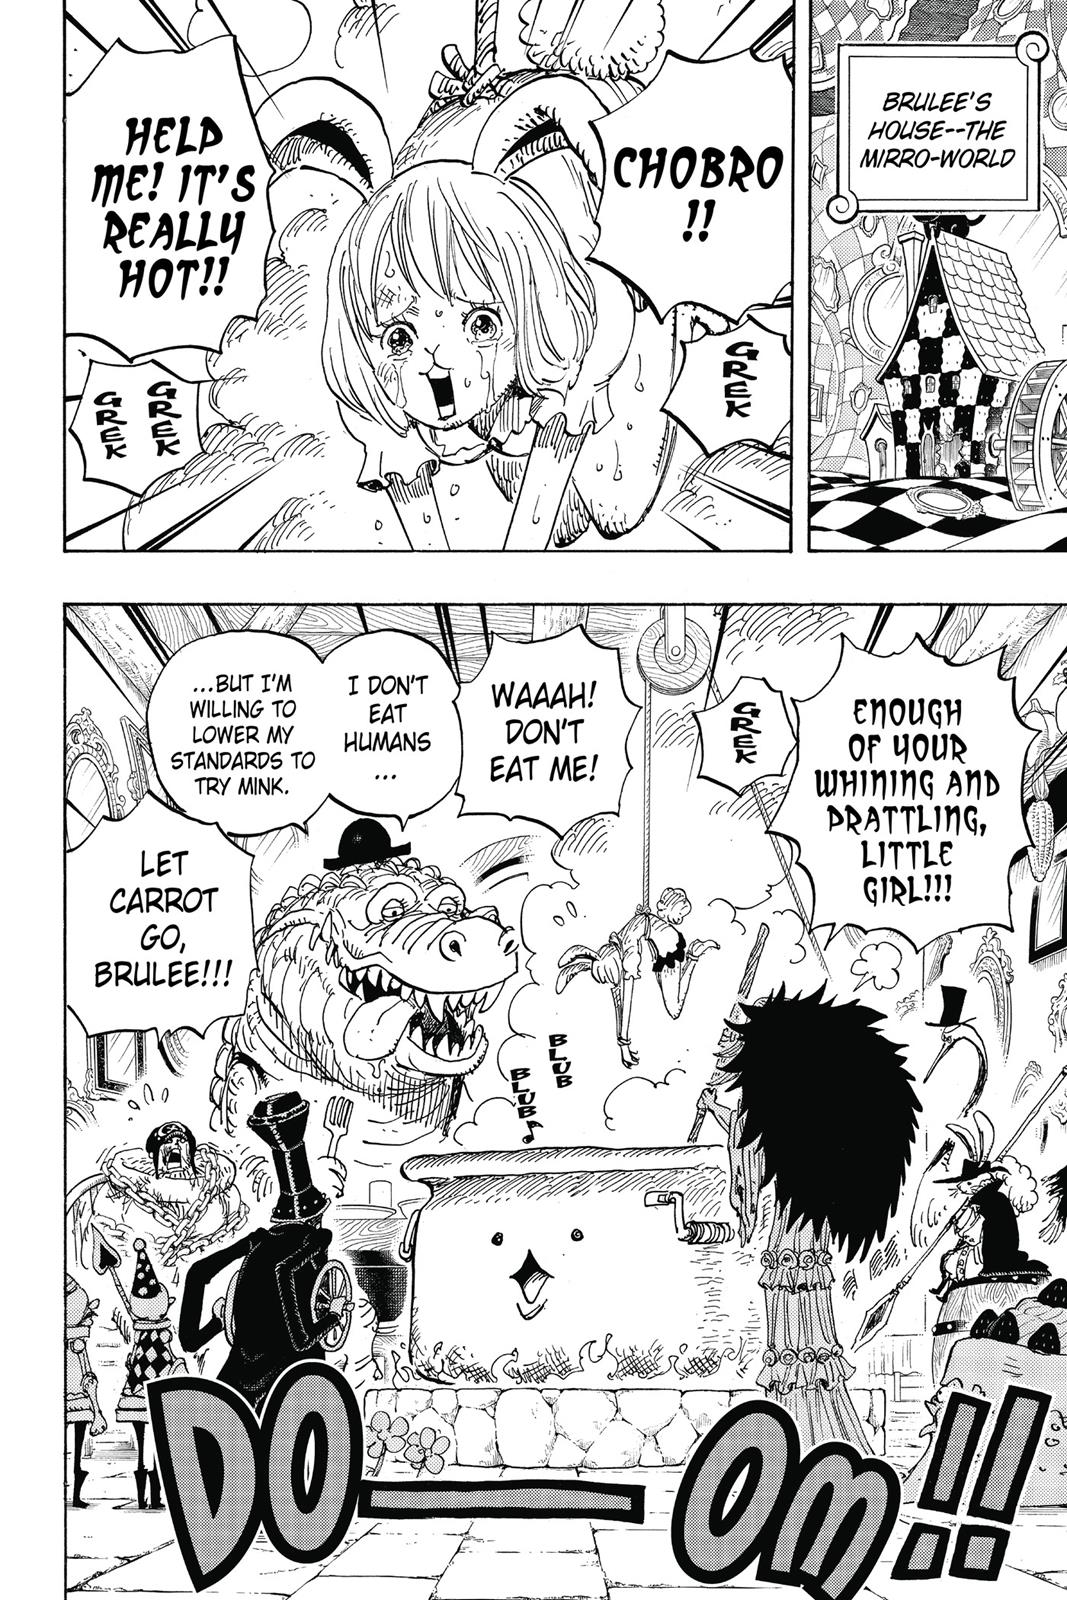 BRULEE'S
HOUSE--THE
MIRRO-WORLD
CHOBRO
!!
HELP
ME! IT'S
REALLY
HOT!!
GREK
GREK
GREK
ENOUGH
OF YOUR
WHINING AND
PRATTLING,
LITTLE
GIRL!!!
GREK
WAAAH!
DON'T
EAT ME!
I DON'T
EAT
HUMANS
...
...BUT I'M
WILLING TO
LOWER MY
STANDARDS TO
TRY MINK.
LET
CARROT
GO,
BRULEE!!!
BLUB
BLUB♪
DO—OM!!